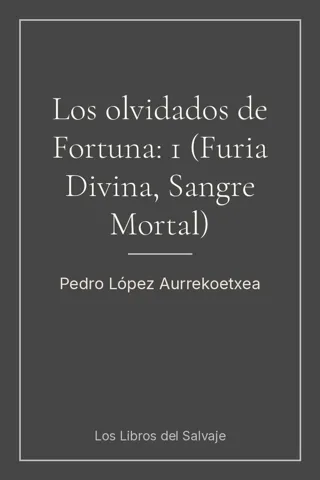 Los olvidados de
Fortuna: 1 (Furia
Divina, Sangre
Mortal)
Pedro López Aurrekoetxea
Los Libros del Salvaje